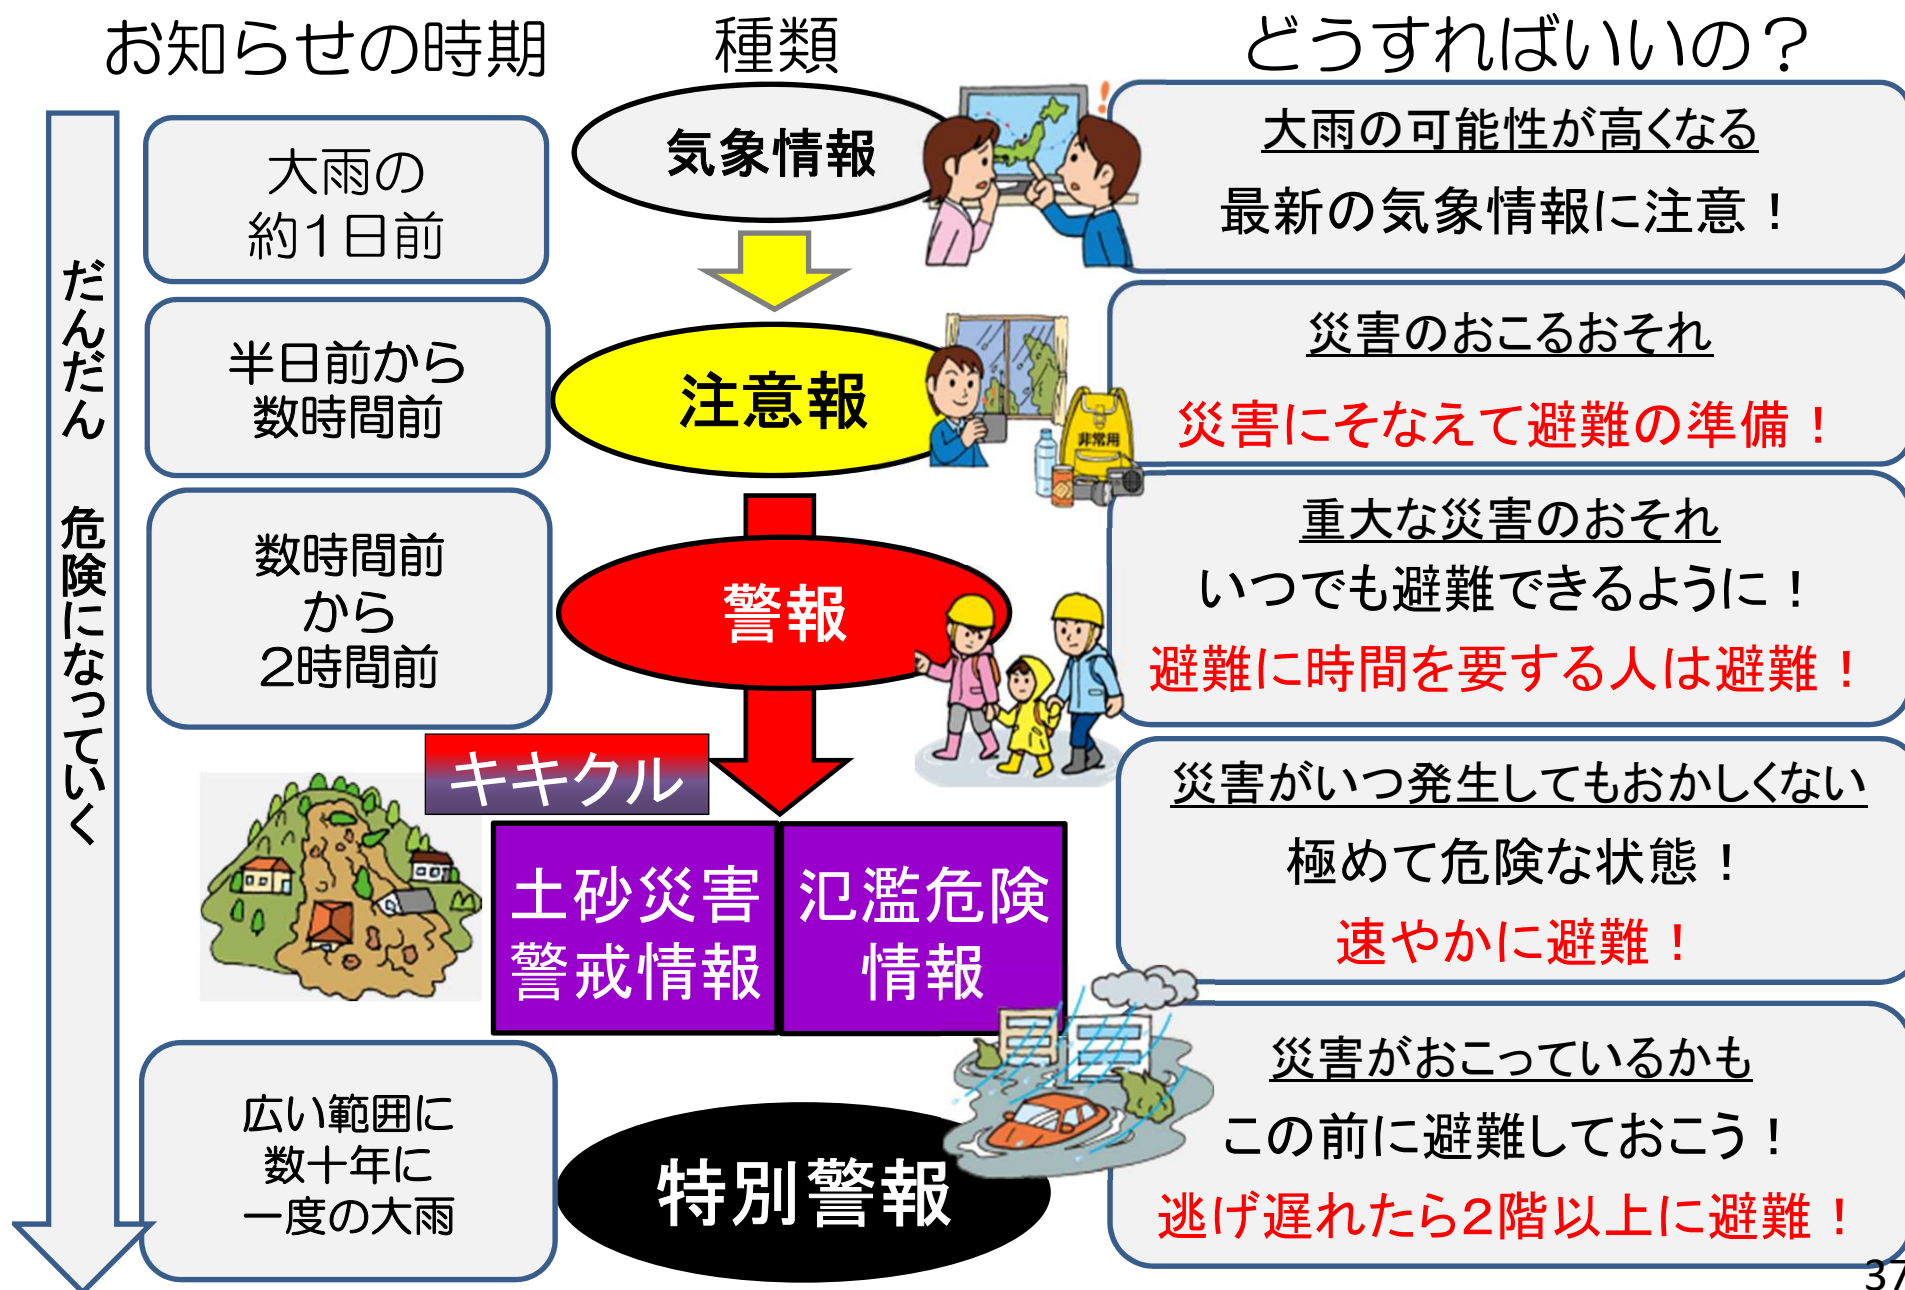 お知らせの時期
種類
どうすればいいの？
だんだん 危険になっていく
大雨の
約1日前
気象情報
大雨の可能性が高くなる
最新の気象情報に注意！
半日前から
数時間前
注意報
非常用
災害のおこるおそれ
災害にそなえて避難の準備！
数時間前
から
2時間前
警報
重大な災害のおそれ
いつでも避難できるように！
避難に時間を要する人は避難！
キキクル
土砂災害
警戒情報
氾濫危険
情報
災害がいつ発生してもおかしくない
極めて危険な状態！
速やかに避難！
広い範囲に
数十年に
一度の大雨
特別警報
災害がおこっているかも
この前に避難しておこう！
逃げ遅れたら2階以上に避難！
37